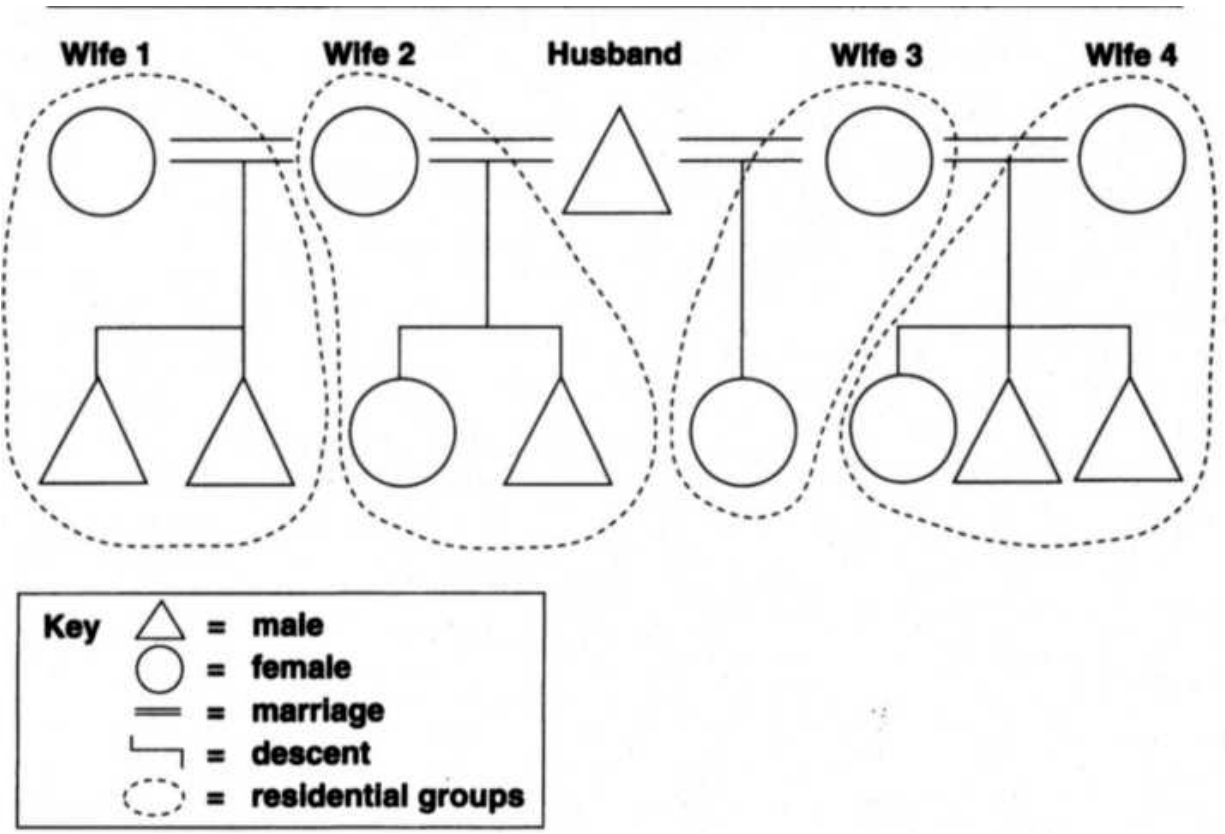 Wife 1
Wife 2
Husband
Wife 3
Wife 4
Key
= male
= female
= marriage
= descent
= residential groups